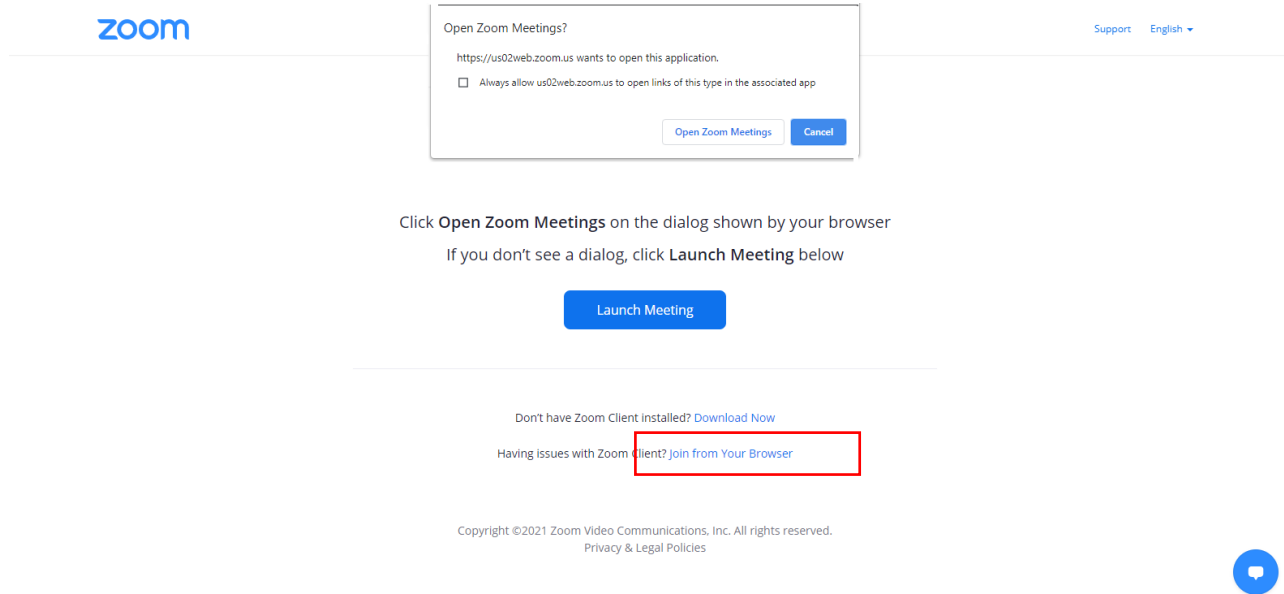 zoom
Support English
Open Zoom Meetings?
https://us02web.zoom.us wants to open this application.
Always allow us02web.zoom.us to open links of this type in the associated app
Open Zoom Meetings Cancel
Click Open Zoom Meetings on the dialog shown by your browser
If you don't see a dialog, click Launch Meeting below
Launch Meeting
Don't have Zoom Client installed? Download Now
Having issues with Zoom Client? Join from Your Browser
Copyright ©2021 Zoom Video Communications, Inc. All rights reserved.
Privacy & Legal Policies